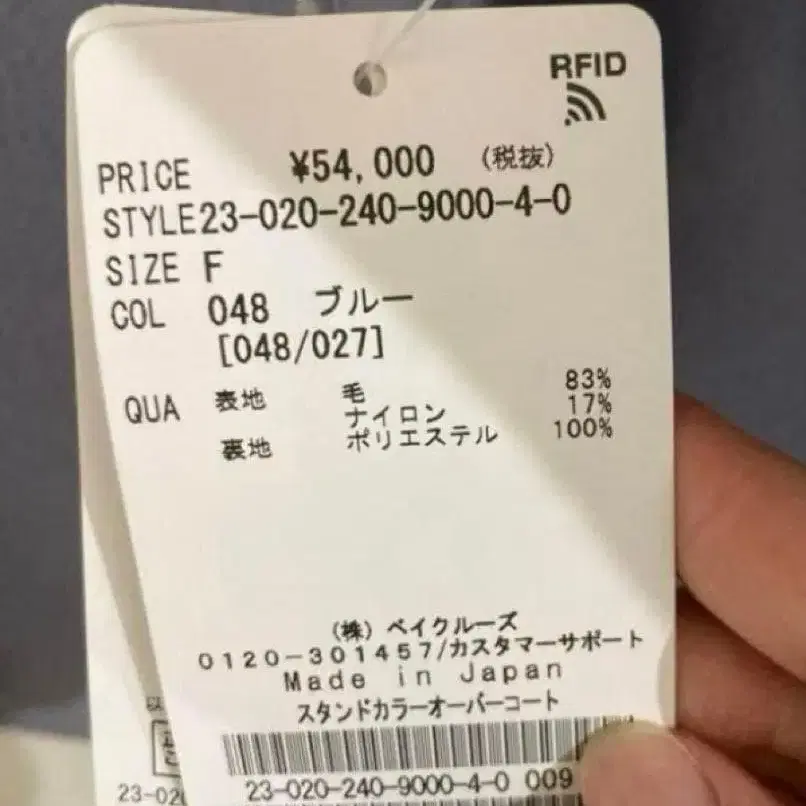 RFID
PRICE ¥54,000 (税抜)
STYLE23-020-240-9000-4-0
SIZE F
COL 048 ブルー
[048/027]
QUA 表地 毛 83%
ナイロン 17%
裏地 ポリエステル 100%
(株) ベイクルーズ
0120-301457/カスタマーサポート
Made in Japan
スタンドカラーオーバーコート
23-020-240-9000-4-0 009
23-020